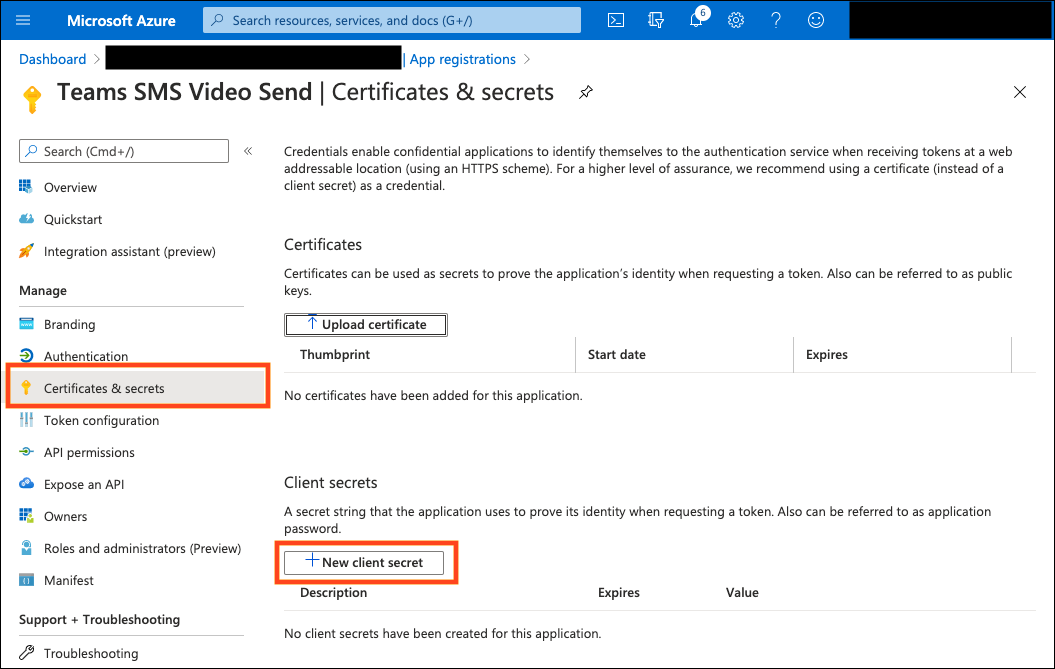 Microsoft Azure
Search resources, services, and docs (G+/)
6
Dashboard > | App registrations >
Teams SMS Video Send | Certificates & secrets
Search (Cmd+/)
«
Overview
Quickstart
Integration assistant (preview)
Manage
Branding
Authentication
Certificates & secrets
Token configuration
API permissions
Expose an API
Owners
Roles and administrators (Preview)
Manifest
Support + Troubleshooting
Troubleshooting
Credentials enable confidential applications to identify themselves to the authentication service when receiving tokens at a web
addressable location (using an HTTPS scheme). For a higher level of assurance, we recommend using a certificate (instead of a
client secret) as a credential.
Certificates
Certificates can be used as secrets to prove the application's identity when requesting a token. Also can be referred to as public
keys.
Upload certificate
Thumbprint Start date Expires
No certificates have been added for this application.
Client secrets
A secret string that the application uses to prove its identity when requesting a token. Also can be referred to as application
password.
New client secret
Description Expires Value
No client secrets have been created for this application.